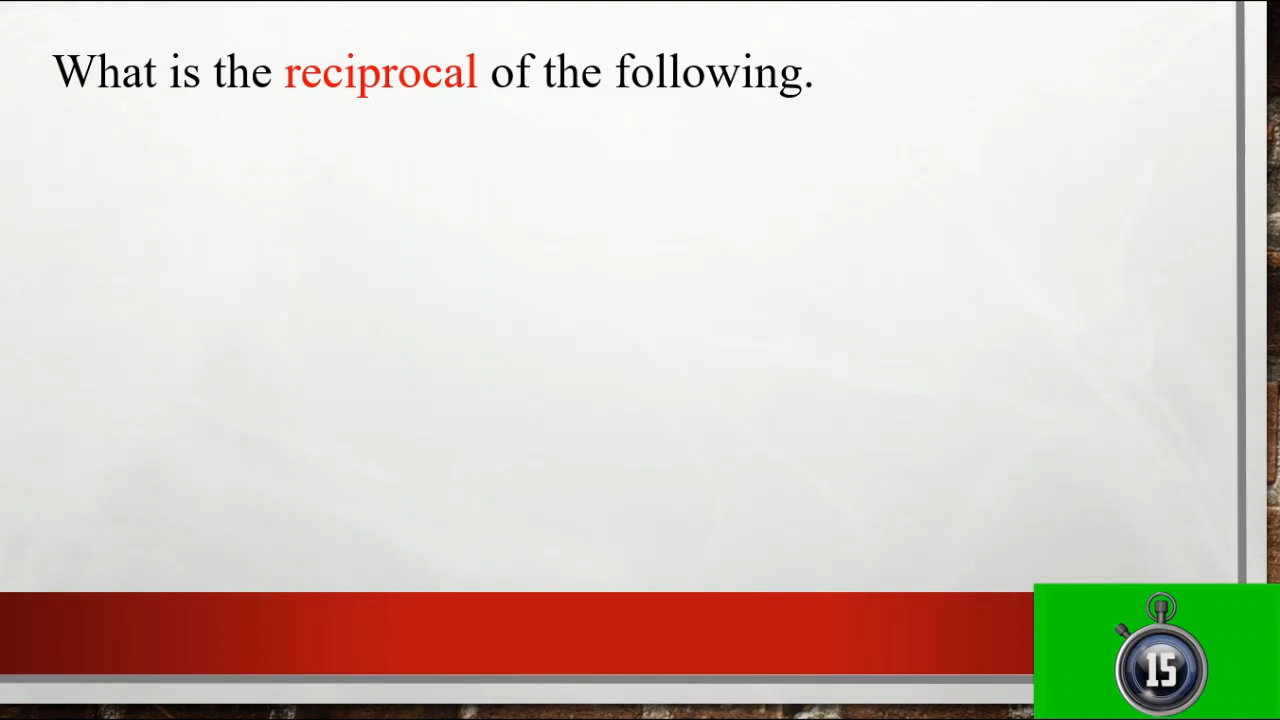 What is the reciprocal of the following.
15